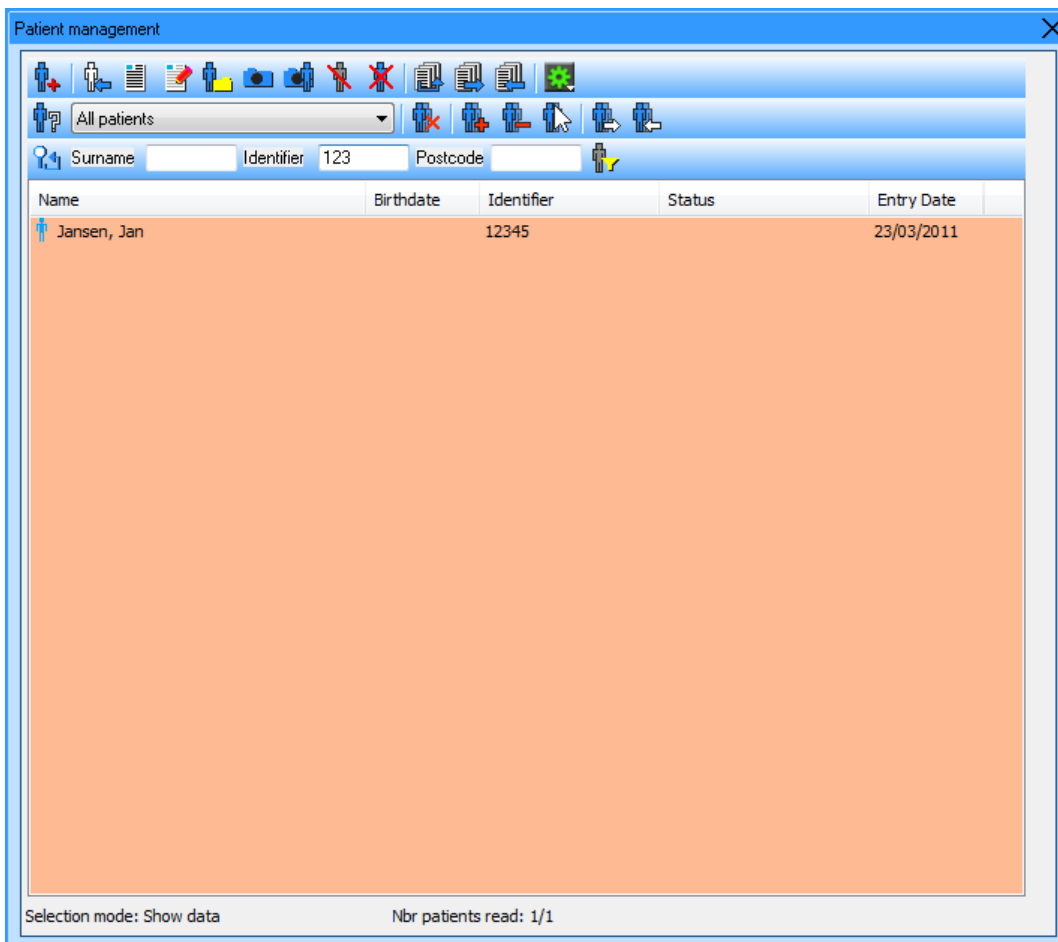 Patient management
All patients
Surname Identifier 123 Postcode
Name Birthdate Identifier Status Entry Date
Jansen, Jan 12345 23/03/2011
Selection mode: Show data Nbr patients read: 1/1